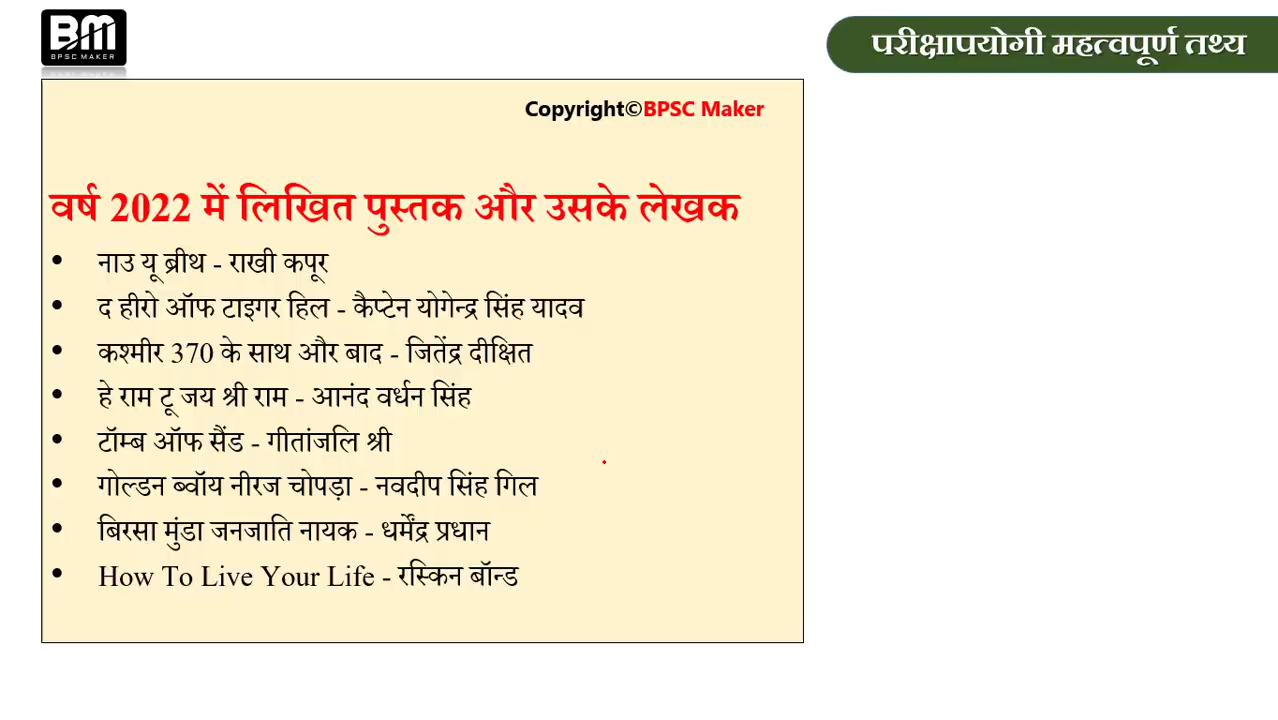 BM
BPSC MAKER
परीक्षापयोगी महत्वपूर्ण तथ्य
Copyright©BPSC Maker
वर्ष 2022 में लिखित पुस्तक और उसके लेखक
• नाउ यू ब्रीथ - राखी कपूर
• द हीरो ऑफ टाइगर हिल - कैप्टेन योगेन्द्र सिंह यादव
• कश्मीर 370 के साथ और बाद - जितेंद्र दीक्षित
• हे राम टू जय श्री राम - आनंद वर्धन सिंह
• टॉम्ब ऑफ सैंड - गीतांजलि श्री
• गोल्डन ब्वॉय नीरज चोपड़ा - नवदीप सिंह गिल
• बिरसा मुंडा जनजाति नायक - धर्मेंद्र प्रधान
• How To Live Your Life - रस्किन बॉन्ड